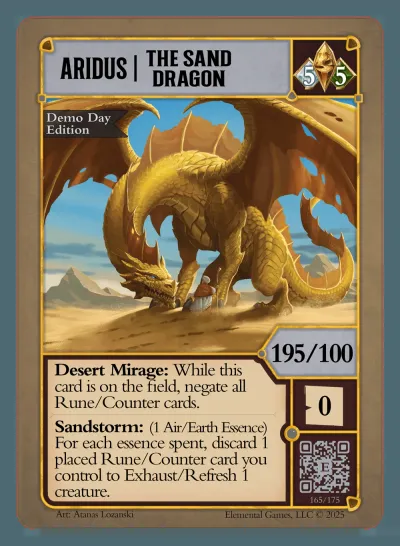 ARIDUS | THE SAND
DRAGON
5 5
Demo Day
Edition
195/100
Desert Mirage: While this
card is on the field, negate all
Rune/Counter cards.
0
Sandstorm: (1 Air/Earth Essence)
For each essence spent, discard 1
placed Rune/Counter card you
control to Exhaust/Refresh 1
creature.
165/175
Art: Atanas Lozanski
Elemental Games, LLC © 2025